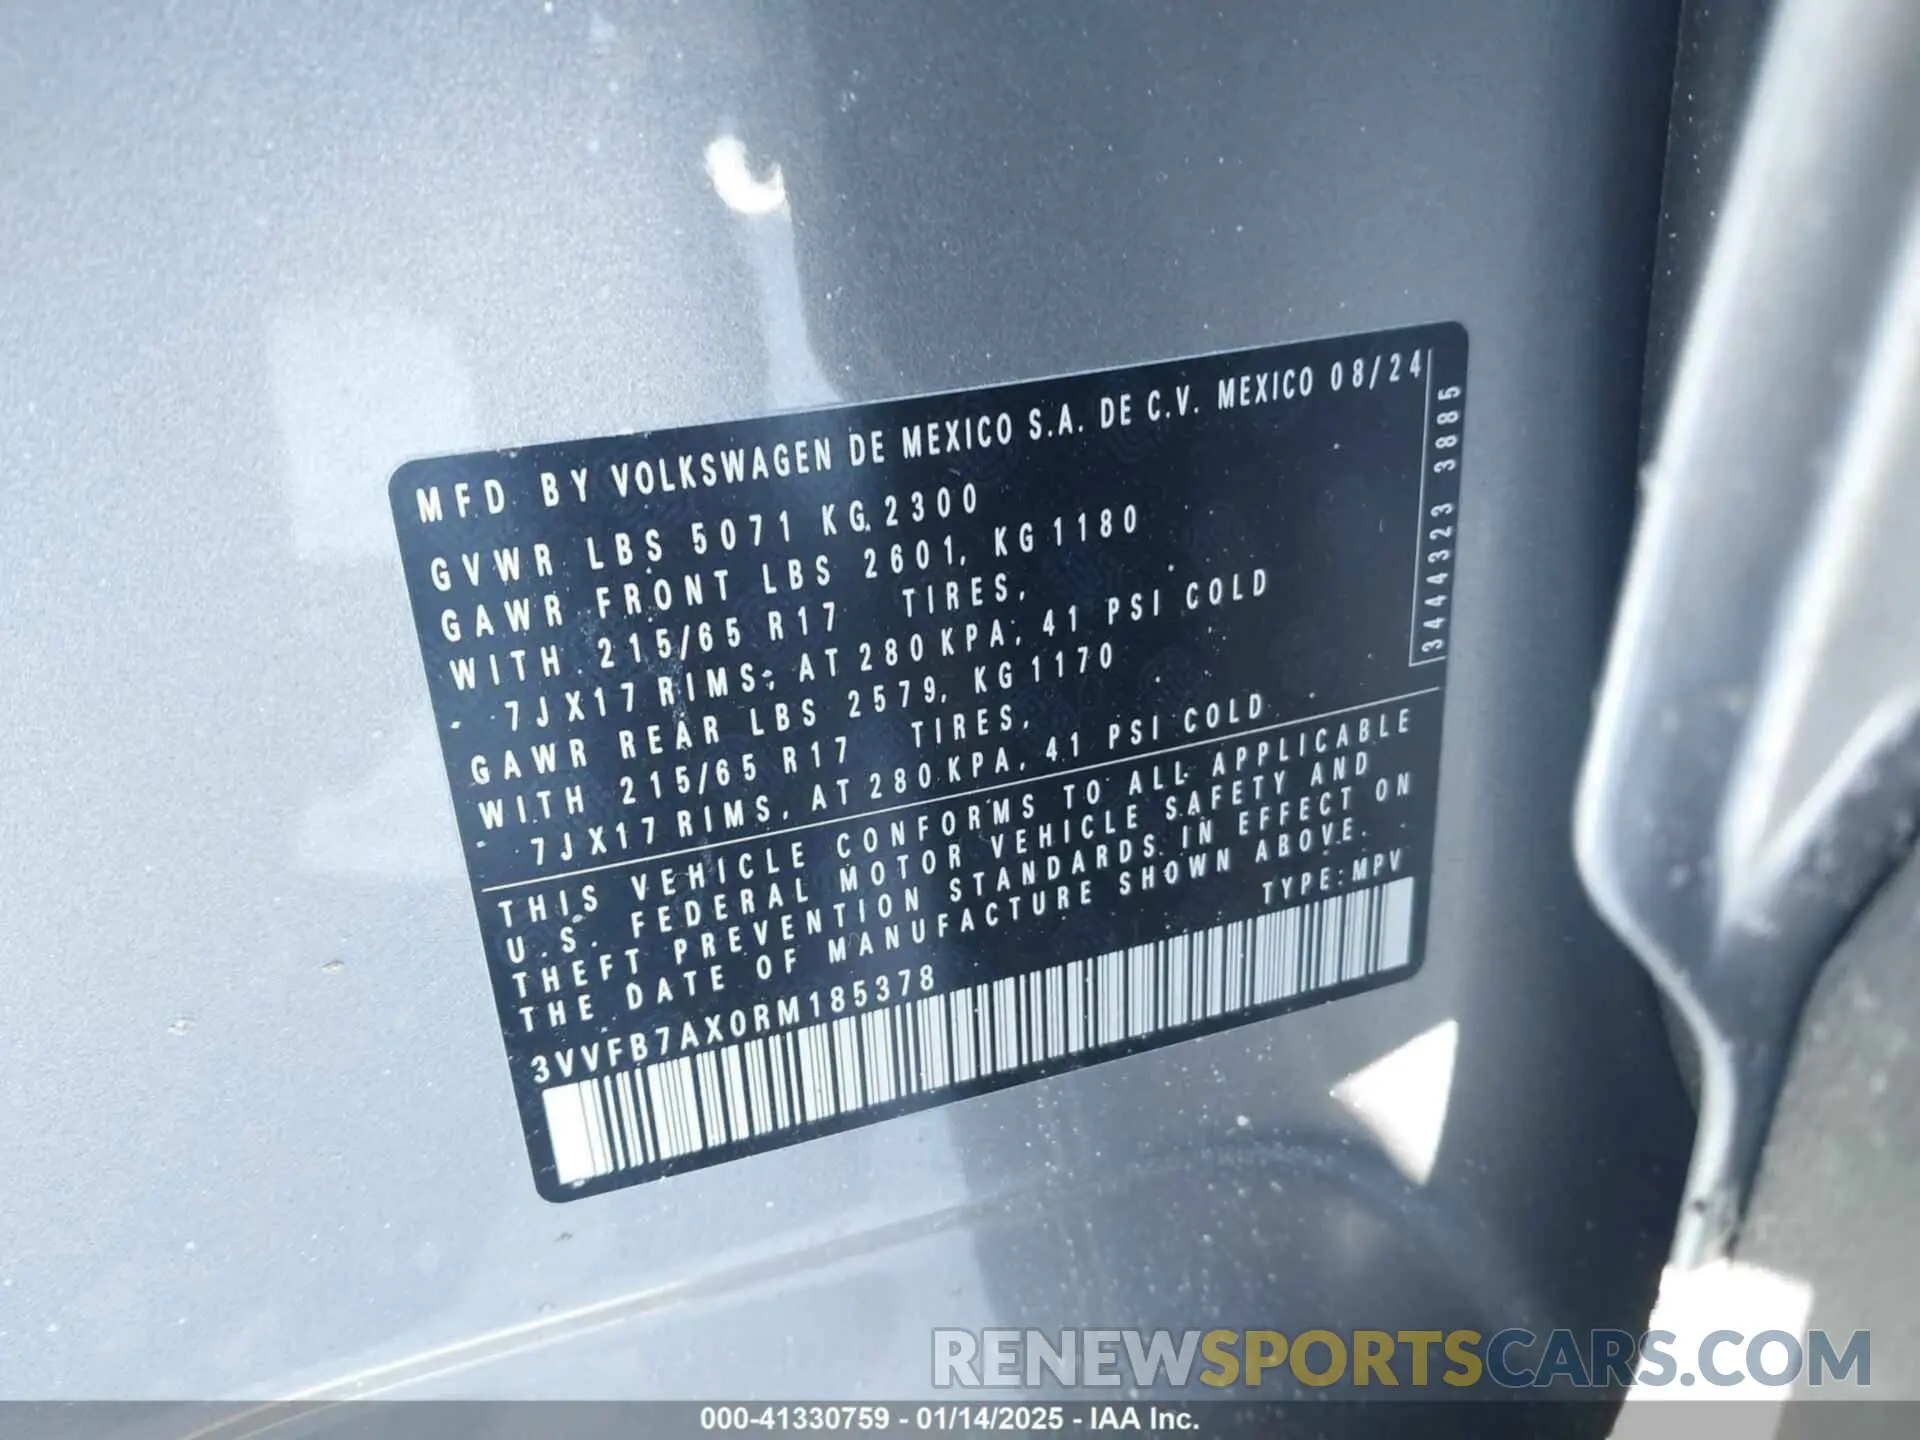 MFD BY VOLKSWAGEN DE MEXICO S.A. DE C.V. MEXICO 08/24
GVWR LBS 5071 KG 2300
GAWR FRONT LBS 2601, KG 1180
WITH 215/65 R17 TIRES,
- 7JX17 RIMS, AT 280 KPA, 41 PSI COLD
GAWR REAR LBS 2579, KG 1170
WITH 215/65 R17 TIRES,
- 7JX17 RIMS, AT 280 KPA, 41 PSI COLD
3444323 3885
THIS VEHICLE CONFORMS TO ALL APPLICABLE
U.S. FEDERAL MOTOR VEHICLE SAFETY AND
THEFT PREVENTION STANDARDS IN EFFECT ON
THE DATE OF MANUFACTURE SHOWN ABOVE.
TYPE:MPV
3VVFB7AX0RM185378
RENEWSPORTSCARS.COM
000-41330759 - 01/14/2025 - IAA Inc.